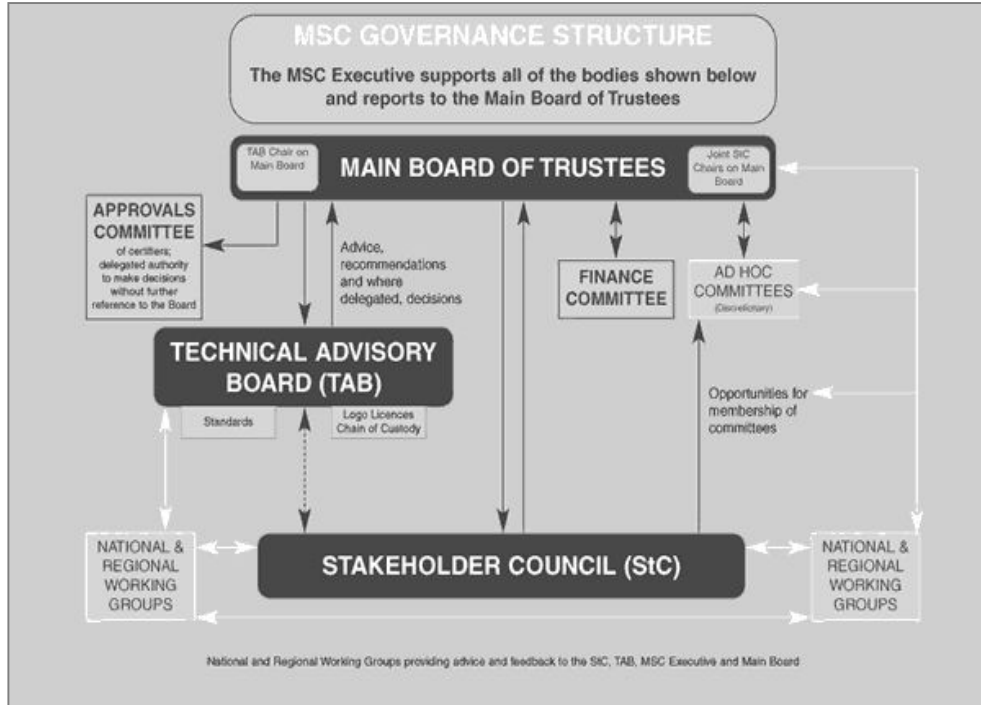 MSC GOVERNANCE STRUCTURE
The MSC Executive supports all of the bodies shown below
and reports to the Main Board of Trustees
TAB Chair on
Main Board
MAIN BOARD OF TRUSTEES
Joint StC
Chairs on Main
Board
APPROVALS
COMMITTEE
of certifiers;
delegated authority
to make decisions
without further
reference to the Board
Advice,
recommendations
and where
delegated, decisions
FINANCE
COMMITTEE
AD HOC
COMMITTEES
(Discretionary)
TECHNICAL ADVISORY
BOARD (TAB)
Standards
Logo Licences
Chain of Custody
Opportunities for
membership of
committees
NATIONAL &
REGIONAL
WORKING
GROUPS
STAKEHOLDER COUNCIL (StC)
NATIONAL &
REGIONAL
WORKING
GROUPS
National and Regional Working Groups providing advice and feedback to the StC, TAB, MSC Executive and Main Board